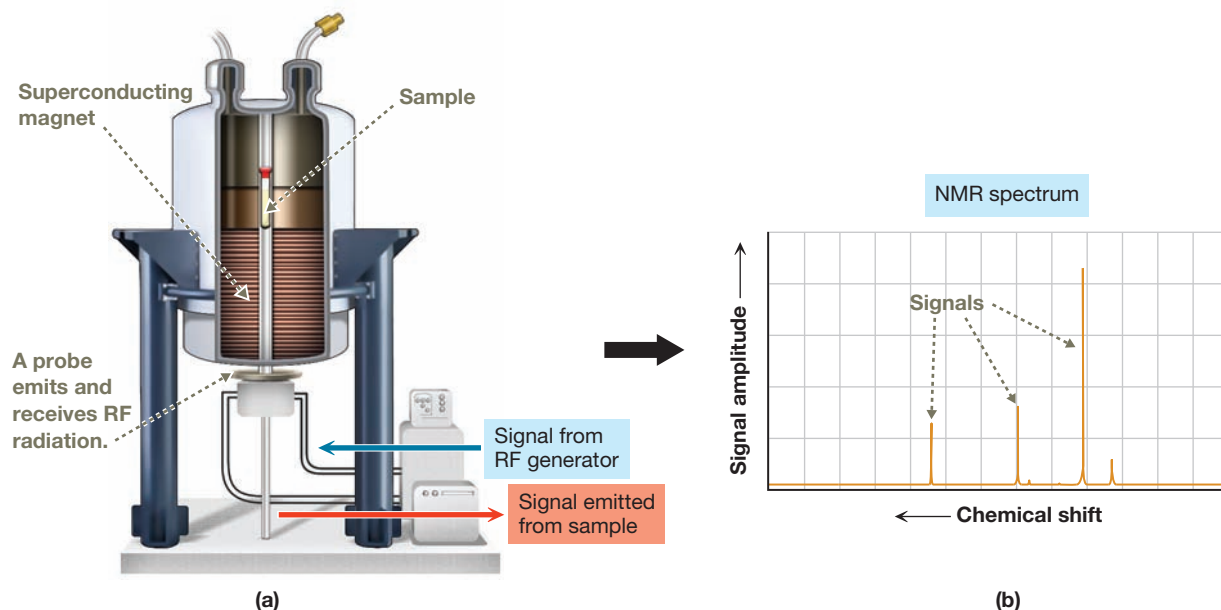 Superconducting
magnet
Sample
A probe
emits and
receives RF
radiation.
Signal from
RF generator
Signal emitted
from sample
(a)
NMR spectrum
Signals
Signal amplitude
Chemical shift
(b)